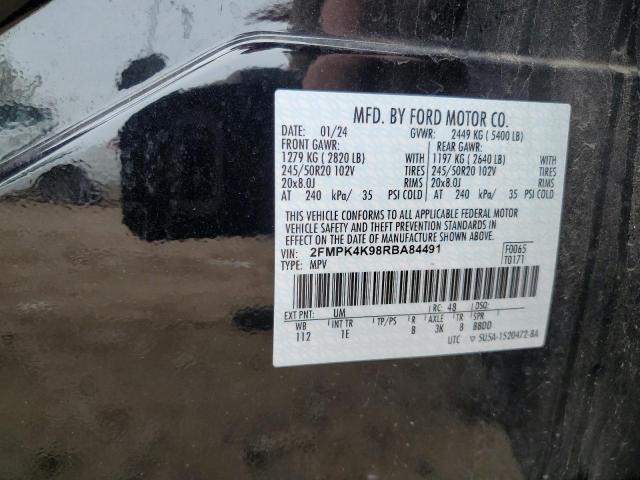 MFD. BY FORD MOTOR CO.
DATE: 01/24 GVWR: 2449 KG ( 5400 LB)
FRONT GAWR: REAR GAWR:
1279 KG ( 2820 LB) WITH 1197 KG ( 2640 LB) WITH
245/50R20 102V TIRES 245/50R20 102V TIRES
20x8.0J RIMS 20x8.0J RIMS
AT 240 kPa/ 35 PSI COLD AT 240 kPa/ 35 PSI COLD
THIS VEHICLE CONFORMS TO ALL APPLICABLE FEDERAL MOTOR
VEHICLE SAFETY AND THEFT PREVENTION STANDARDS IN
EFFECT ON THE DATE OF MANUFACTURE SHOWN ABOVE.
VIN: 2FMPK4K98RBA84491 F0065
TYPE: MPV T0171
EXT PNT: UM RC: 48 DSO:
WB INT TR TP/PS R AXLE TR SPR
112 1E B 3K 8 BBDD
UTC ▽ 5U5A-1520472-BA